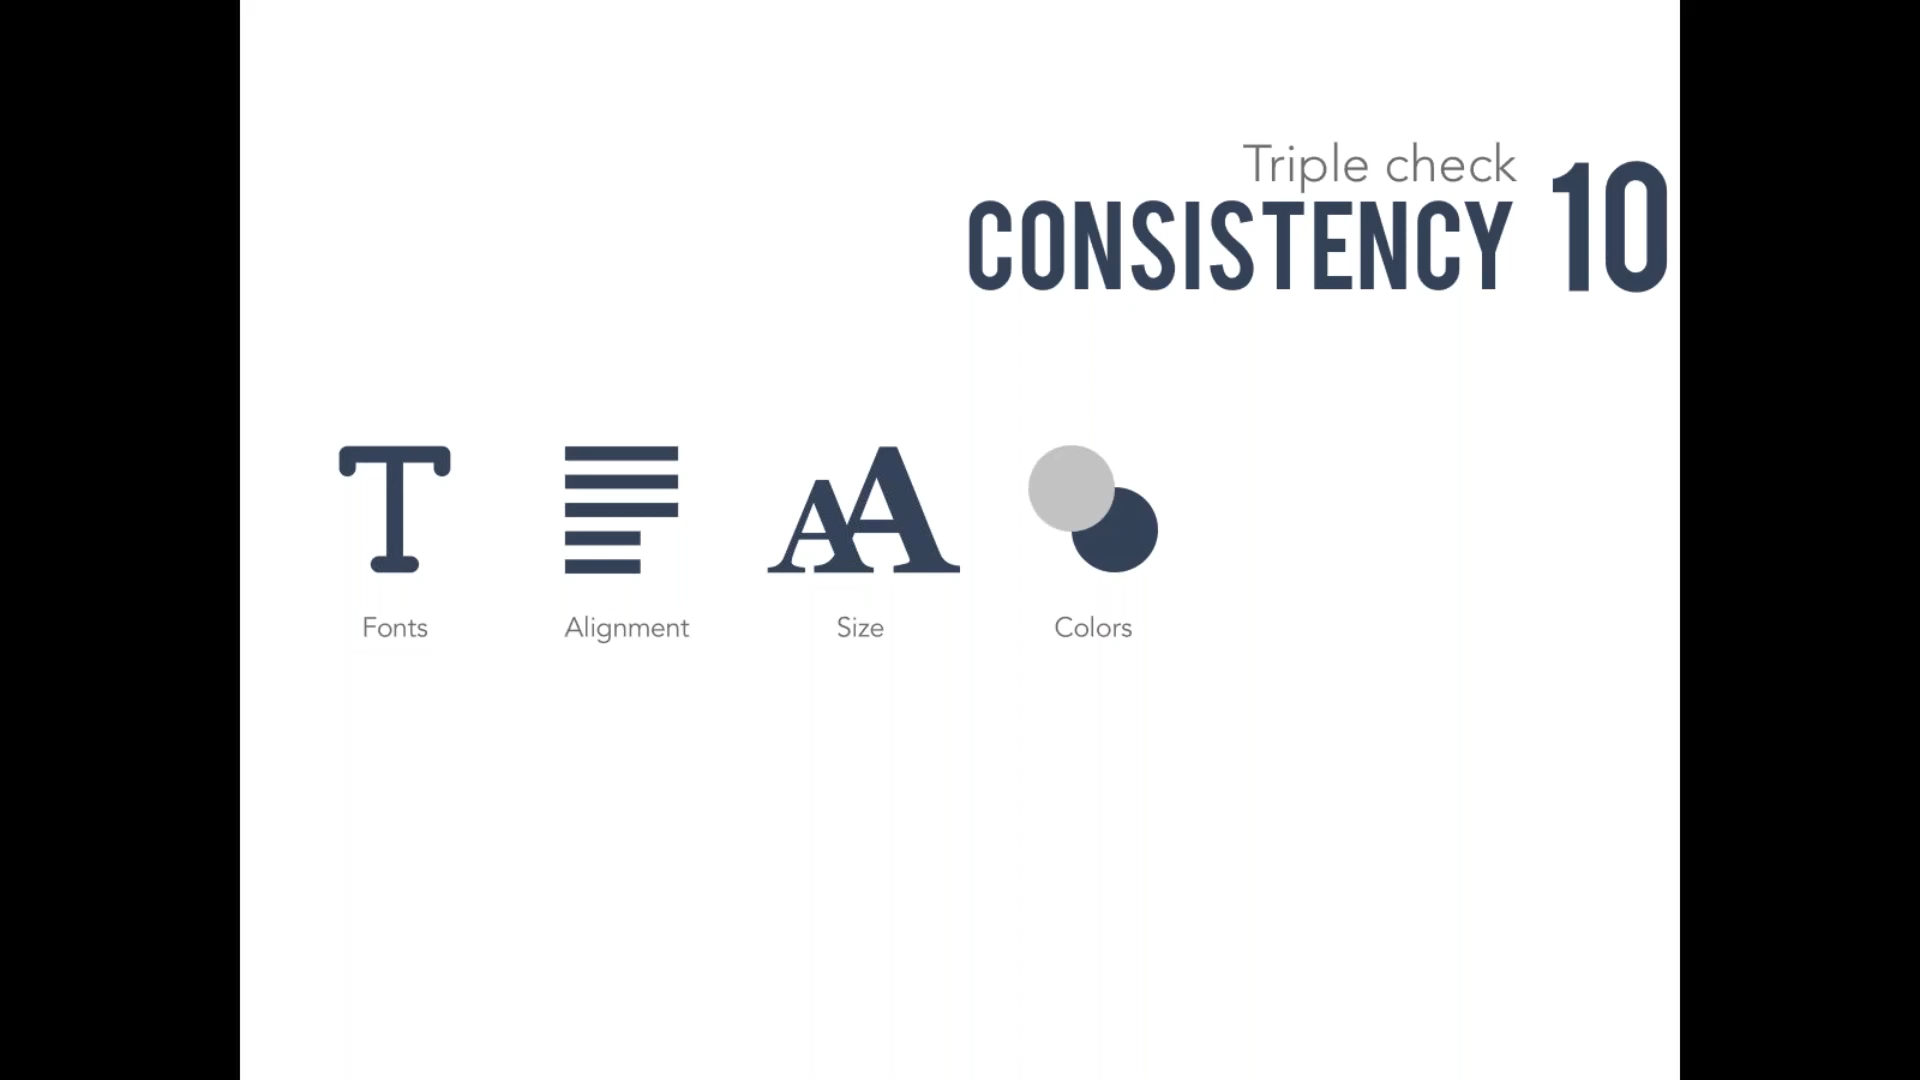 Triple check
CONSISTENCY 10
Fonts
Alignment
Size
Colors